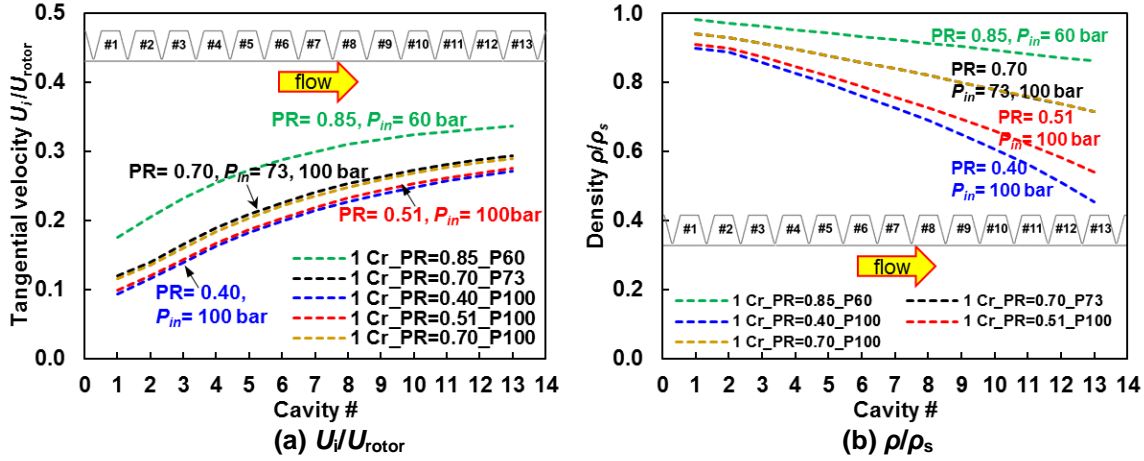 Tangential velocity Ui/Urotor
0.5
0.4
0.3
0.2
0.1
0.0
#1 #2 #3 #4 #5 #6 #7 #8 #9 #10 #11 #12 #13
flow
PR= 0.85, Pin= 60 bar
PR= 0.70, Pin= 73, 100 bar
PR= 0.51, Pin= 100bar
PR= 0.40,
Pin= 100 bar
1 Cr_PR=0.85_P60
1 Cr_PR=0.70_P73
1 Cr_PR=0.40_P100
1 Cr_PR=0.51_P100
1 Cr_PR=0.70_P100
0 1 2 3 4 5 6 7 8 9 10 11 12 13 14
Cavity #
(a) Ui/Urotor
Density ρ/ρs
1.0
0.8
0.6
0.4
0.2
0.0
PR= 0.85, Pin= 60 bar
PR= 0.70
Pin= 73, 100 bar
PR= 0.51
Pin= 100 bar
PR= 0.40
Pin= 100 bar
#1 #2 #3 #4 #5 #6 #7 #8 #9 #10 #11 #12 #13
flow
1 Cr_PR=0.85_P60 1 Cr_PR=0.70_P73
1 Cr_PR=0.40_P100 1 Cr_PR=0.51_P100
1 Cr_PR=0.70_P100
0 1 2 3 4 5 6 7 8 9 10 11 12 13 14
Cavity #
(b) ρ/ρs